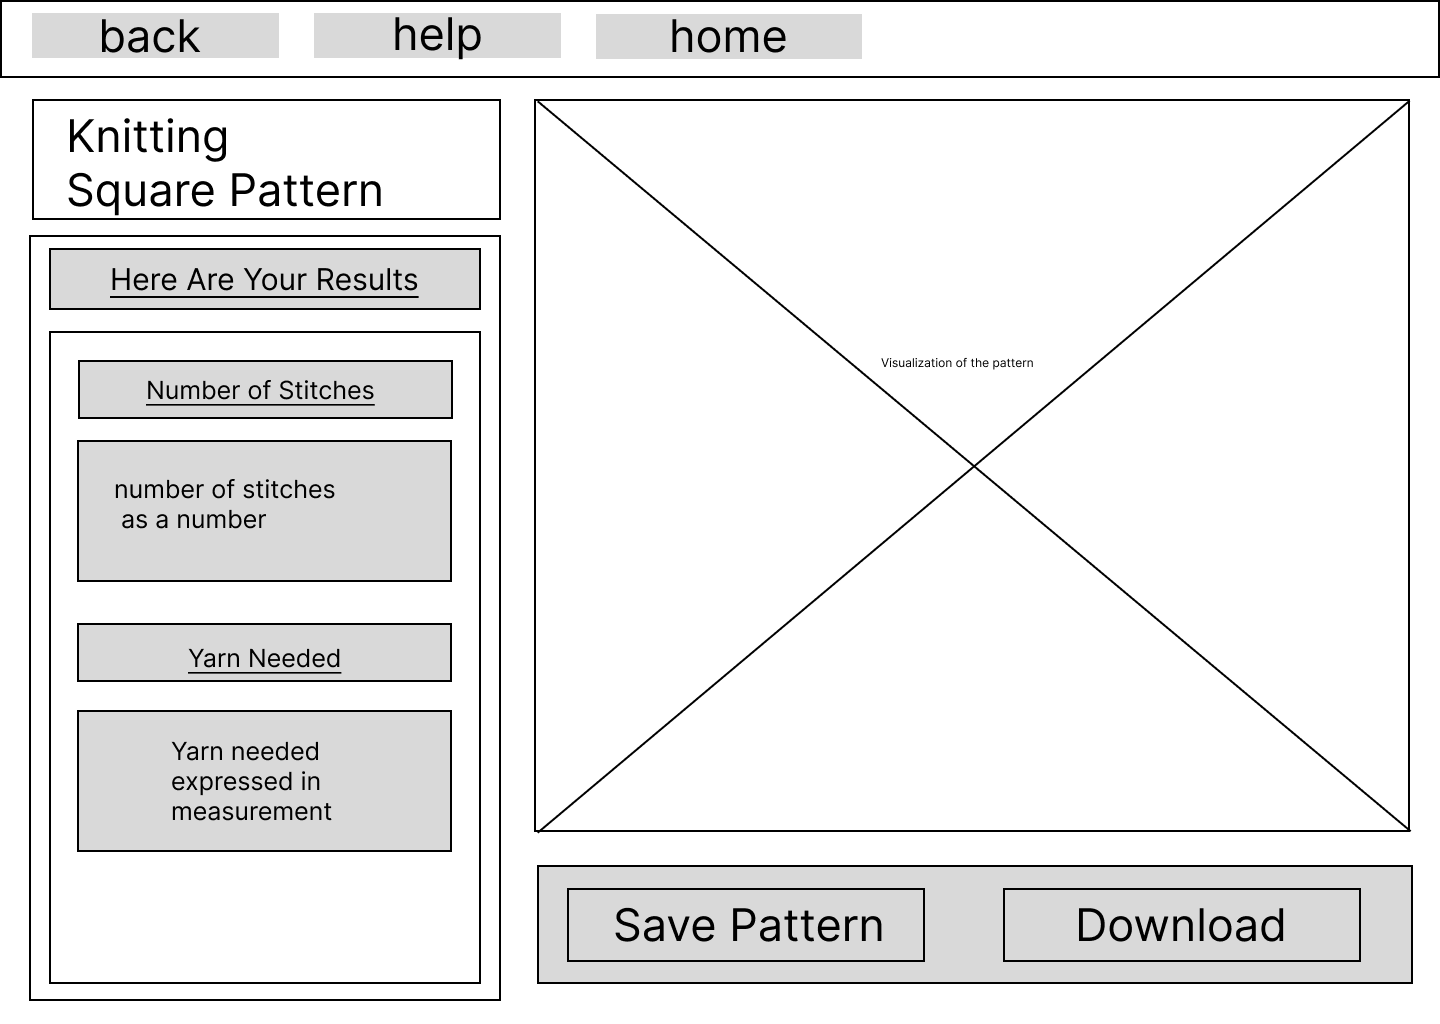 back
help
home
Knitting
Square Pattern
Here Are Your Results
Number of Stitches
number of stitches
as a number
Yarn Needed
Yarn needed
expressed in
measurement
Visualization of the pattern
Save Pattern
Download